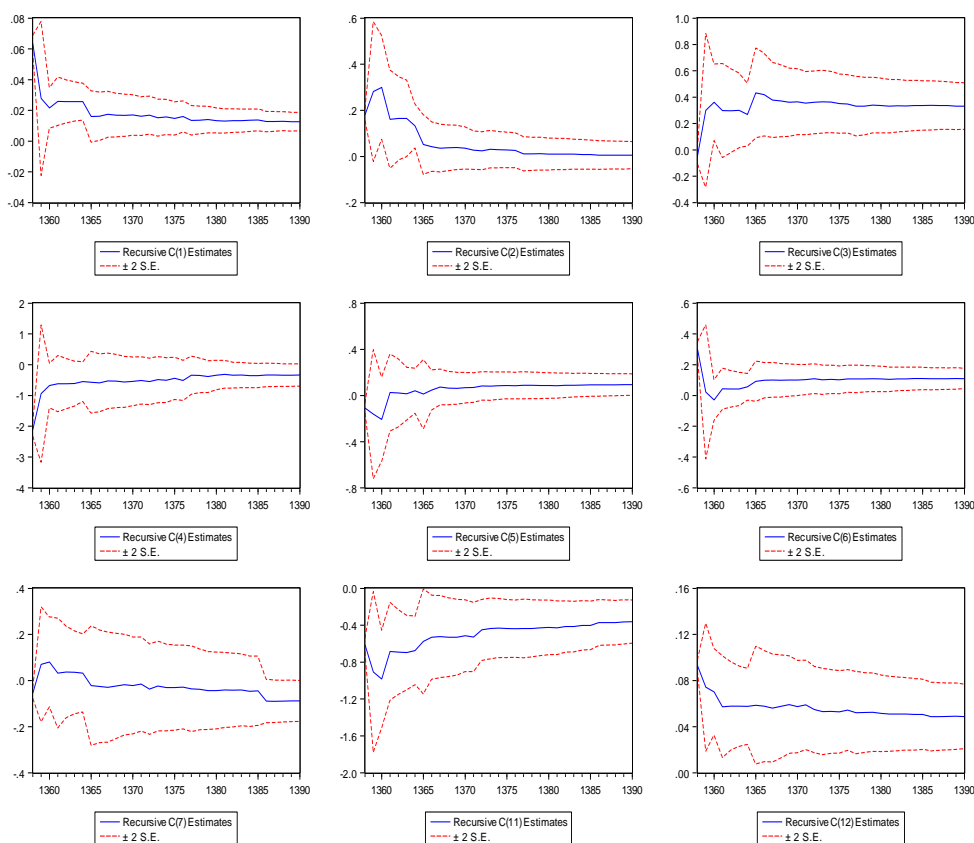 .08
.06
.04
.02
.00
-.02
-.04
1360 1365 1370 1375 1380 1385 1390
Recursive C(1) Estimates
± 2 S.E.
.6
.4
.2
.0
-.2
1360 1365 1370 1375 1380 1385 1390
Recursive C(2) Estimates
± 2 S.E.
1.0
0.8
0.6
0.4
0.2
0.0
-0.2
-0.4
1360 1365 1370 1375 1380 1385 1390
Recursive C(3) Estimates
± 2 S.E.
2
1
0
-1
-2
-3
-4
1360 1365 1370 1375 1380 1385 1390
Recursive C(4) Estimates
± 2 S.E.
.8
.4
.0
-.4
-.8
1360 1365 1370 1375 1380 1385 1390
Recursive C(5) Estimates
± 2 S.E.
.6
.4
.2
.0
-.2
-.4
-.6
1360 1365 1370 1375 1380 1385 1390
Recursive C(6) Estimates
± 2 S.E.
.4
.2
.0
-.2
-.4
1360 1365 1370 1375 1380 1385 1390
Recursive C(7) Estimates
± 2 S.E.
0.0
-0.4
-0.8
-1.2
-1.6
-2.0
1360 1365 1370 1375 1380 1385 1390
Recursive C(11) Estimates
± 2 S.E.
.16
.12
.08
.04
.00
1360 1365 1370 1375 1380 1385 1390
Recursive C(12) Estimates
± 2 S.E.